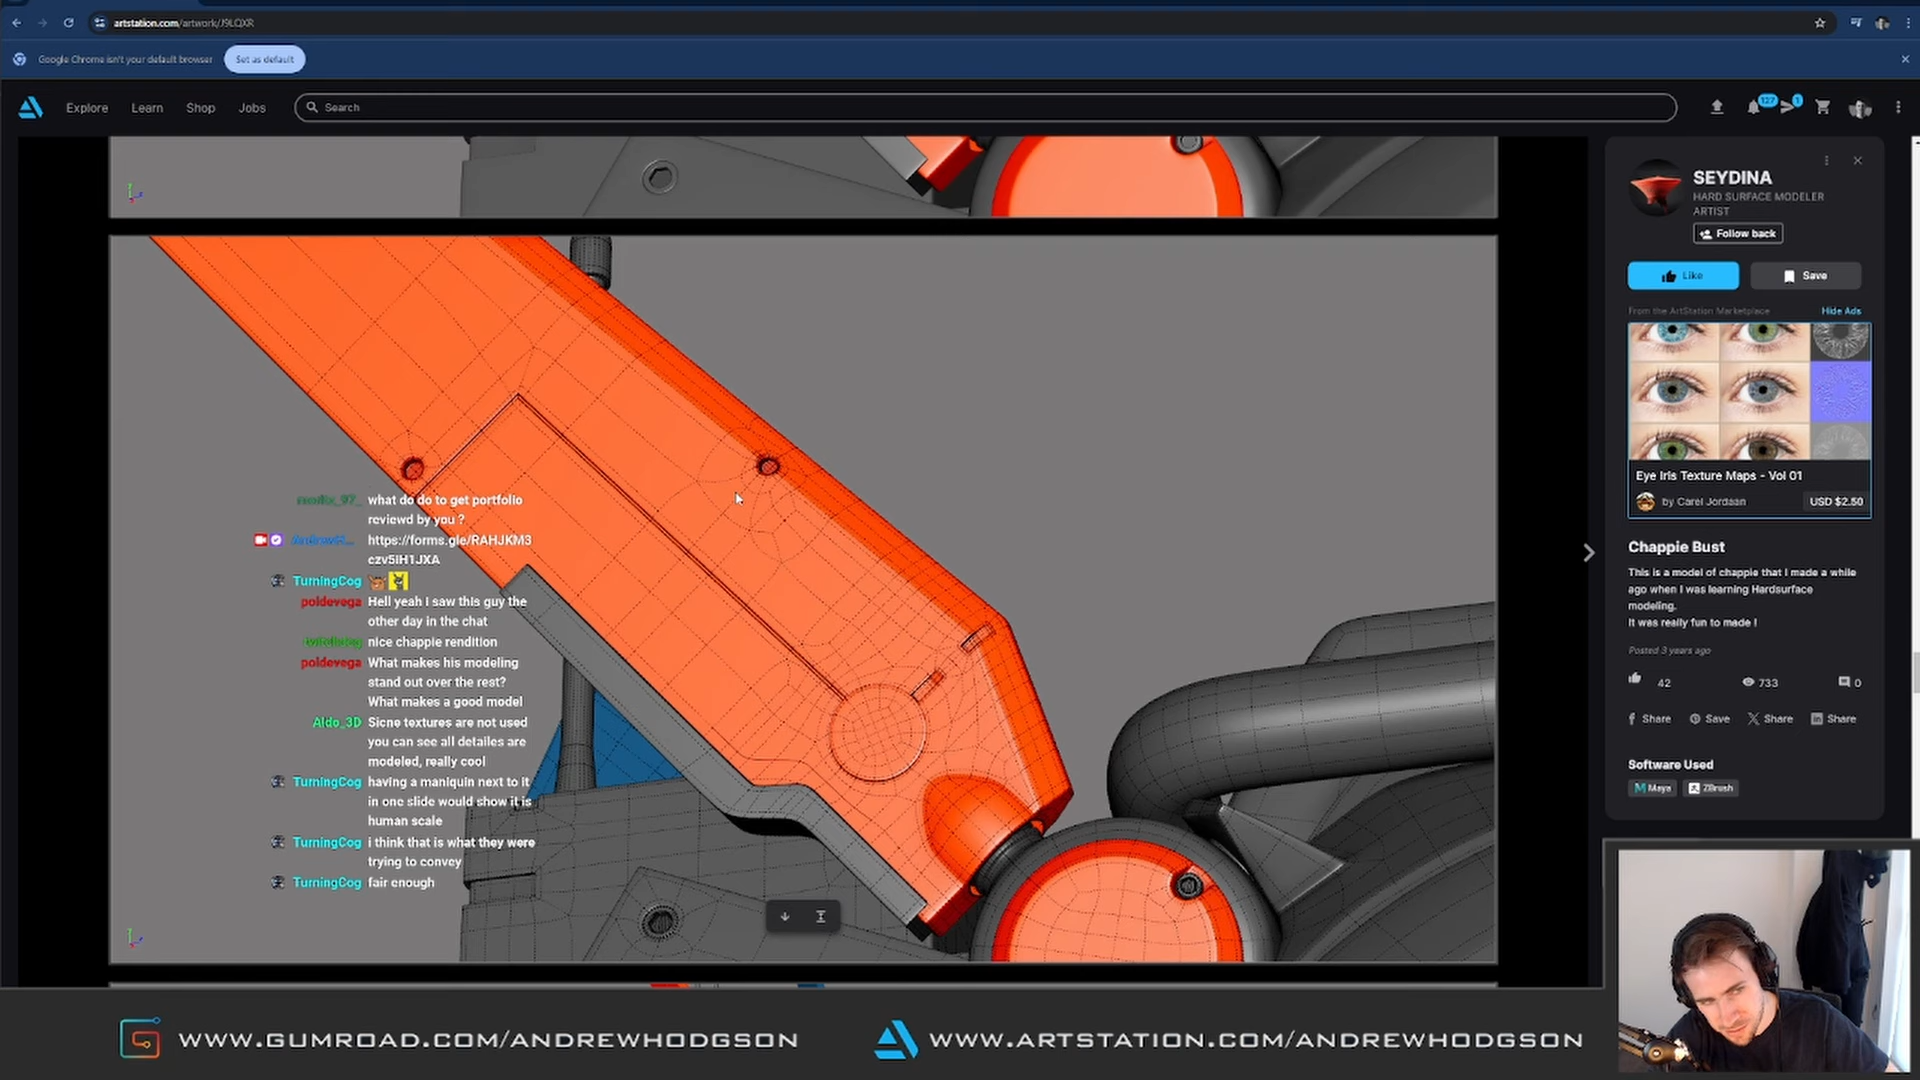 artstation.com/artwork/J9LQXR
Google Chrome isn't your default browser
Set as default
Explore
Learn
Shop
Jobs
Search
127
1
SEYDINA
HARD SURFACE MODELER
ARTIST
Follow back
Like
Save
From the ArtStation Marketplace
Hide Ads
Eye Iris Texture Maps - Vol 01
by Carel Jordaan
USD $2.50
Chappie Bust
This is a model of chappie that I made a while
ago when I was learning Hardsurface
modeling.
It was really fun to made !
Posted 3 years ago
42
733
0
Share
Save
Share
Share
Software Used
Maya
ZBrush
what do do to get portfolio
reviewd by you ?
https://forms.gle/RAHJKM3
czv5iH1JXA
TurningCog
poldevega Hell yeah i saw this guy the
other day in the chat
nice chappie rendition
poldevega What makes his modeling
stand out over the rest?
What makes a good model
Aldo_3D Sicne textures are not used
you can see all detailes are
modeled, really cool
TurningCog having a maniquin next to it
in one slide would show it is
human scale
TurningCog i think that is what they were
trying to convey
TurningCog fair enough
WWW.GUMROAD.COM/ANDREWHODGSON
WWW.ARTSTATION.COM/ANDREWHODGSON